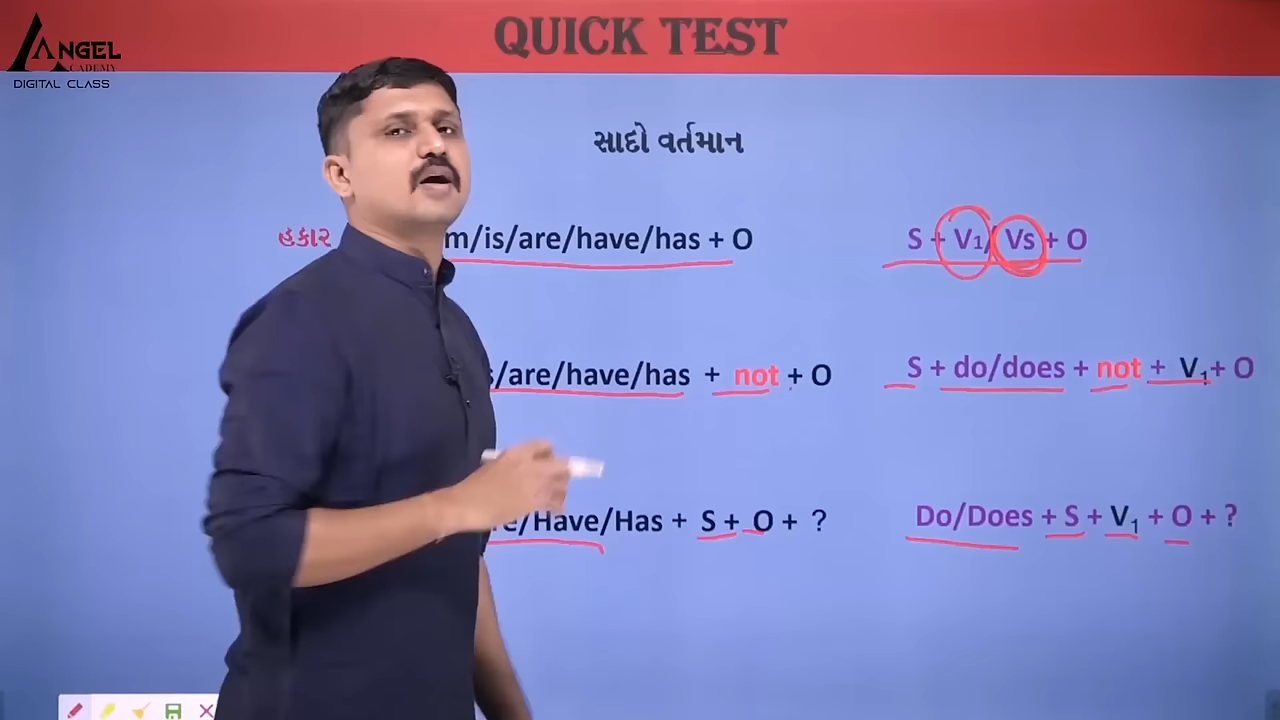 QUICK TEST
ANGEL
ACADEMY
DIGITAL CLASS
સાદો વર્તમાન
હકાર
m/is/are/have/has + O
S + V1/ Vs + O
s/are/have/has + not + O
S + do/does + not + V1+ O
e/Have/Has + S + O + ?
Do/Does + S + V1 + O + ?